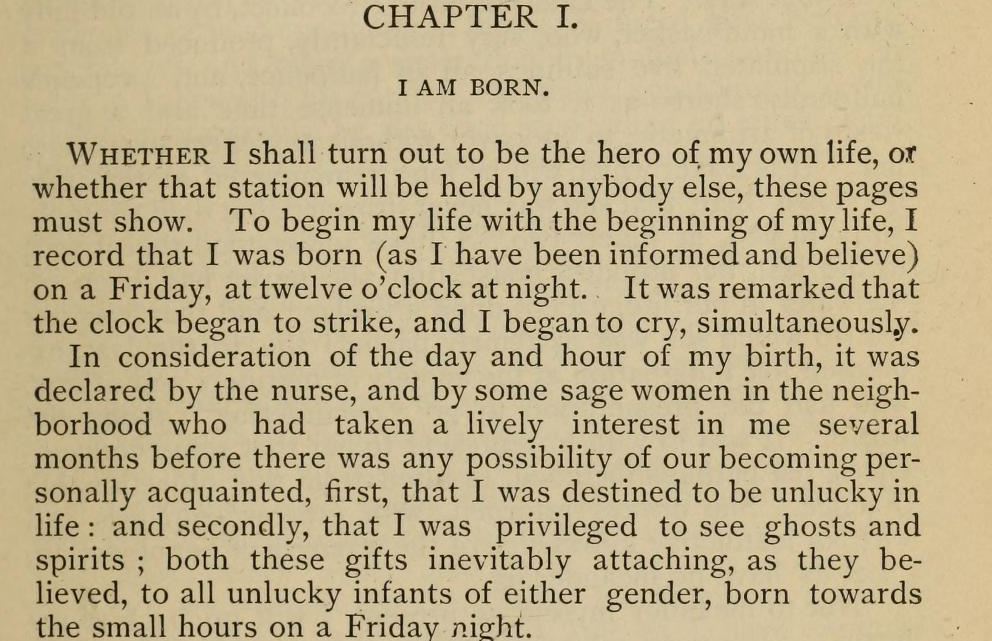 CHAPTER I.
I AM BORN.
WHETHER I shall turn out to be the hero of my own life, or
whether that station will be held by anybody else, these pages
must show. To begin my life with the beginning of my life, I
record that I was born (as I have been informed and believe)
on a Friday, at twelve o'clock at night. It was remarked that
the clock began to strike, and I began to cry, simultaneously.
In consideration of the day and hour of my birth, it was
declared by the nurse, and by some sage women in the neigh-
borhood who had taken a lively interest in me several
months before there was any possibility of our becoming per-
sonally acquainted, first, that I was destined to be unlucky in
life : and secondly, that I was privileged to see ghosts and
spirits ; both these gifts inevitably attaching, as they be-
lieved, to all unlucky infants of either gender, born towards
the small hours on a Friday night.